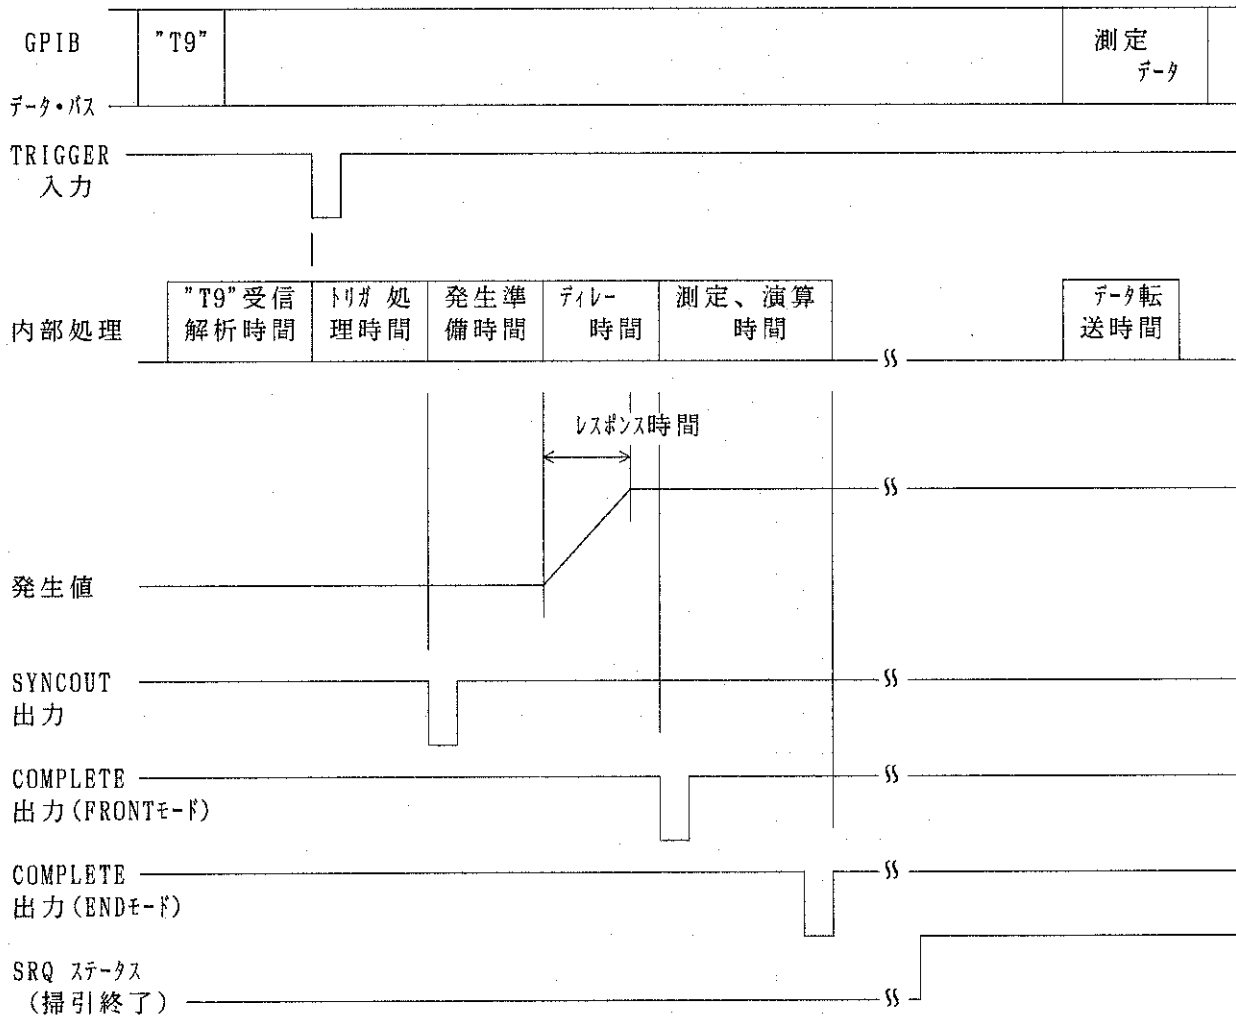 GPIB
データ・バス
"T9"
測定
データ
TRIGGER
入力
内部処理
"T9"受信
解析時間
トリガ 処
理時間
発生準
備時間
ディレー
時間
測定、演算
時間
データ転
送時間
レスポンス時間
発生値
SYNCOUT
出力
COMPLETE
出力(FRONTモード)
COMPLETE
出力(ENDモード)
SRQ ステータス
(掃引終了)